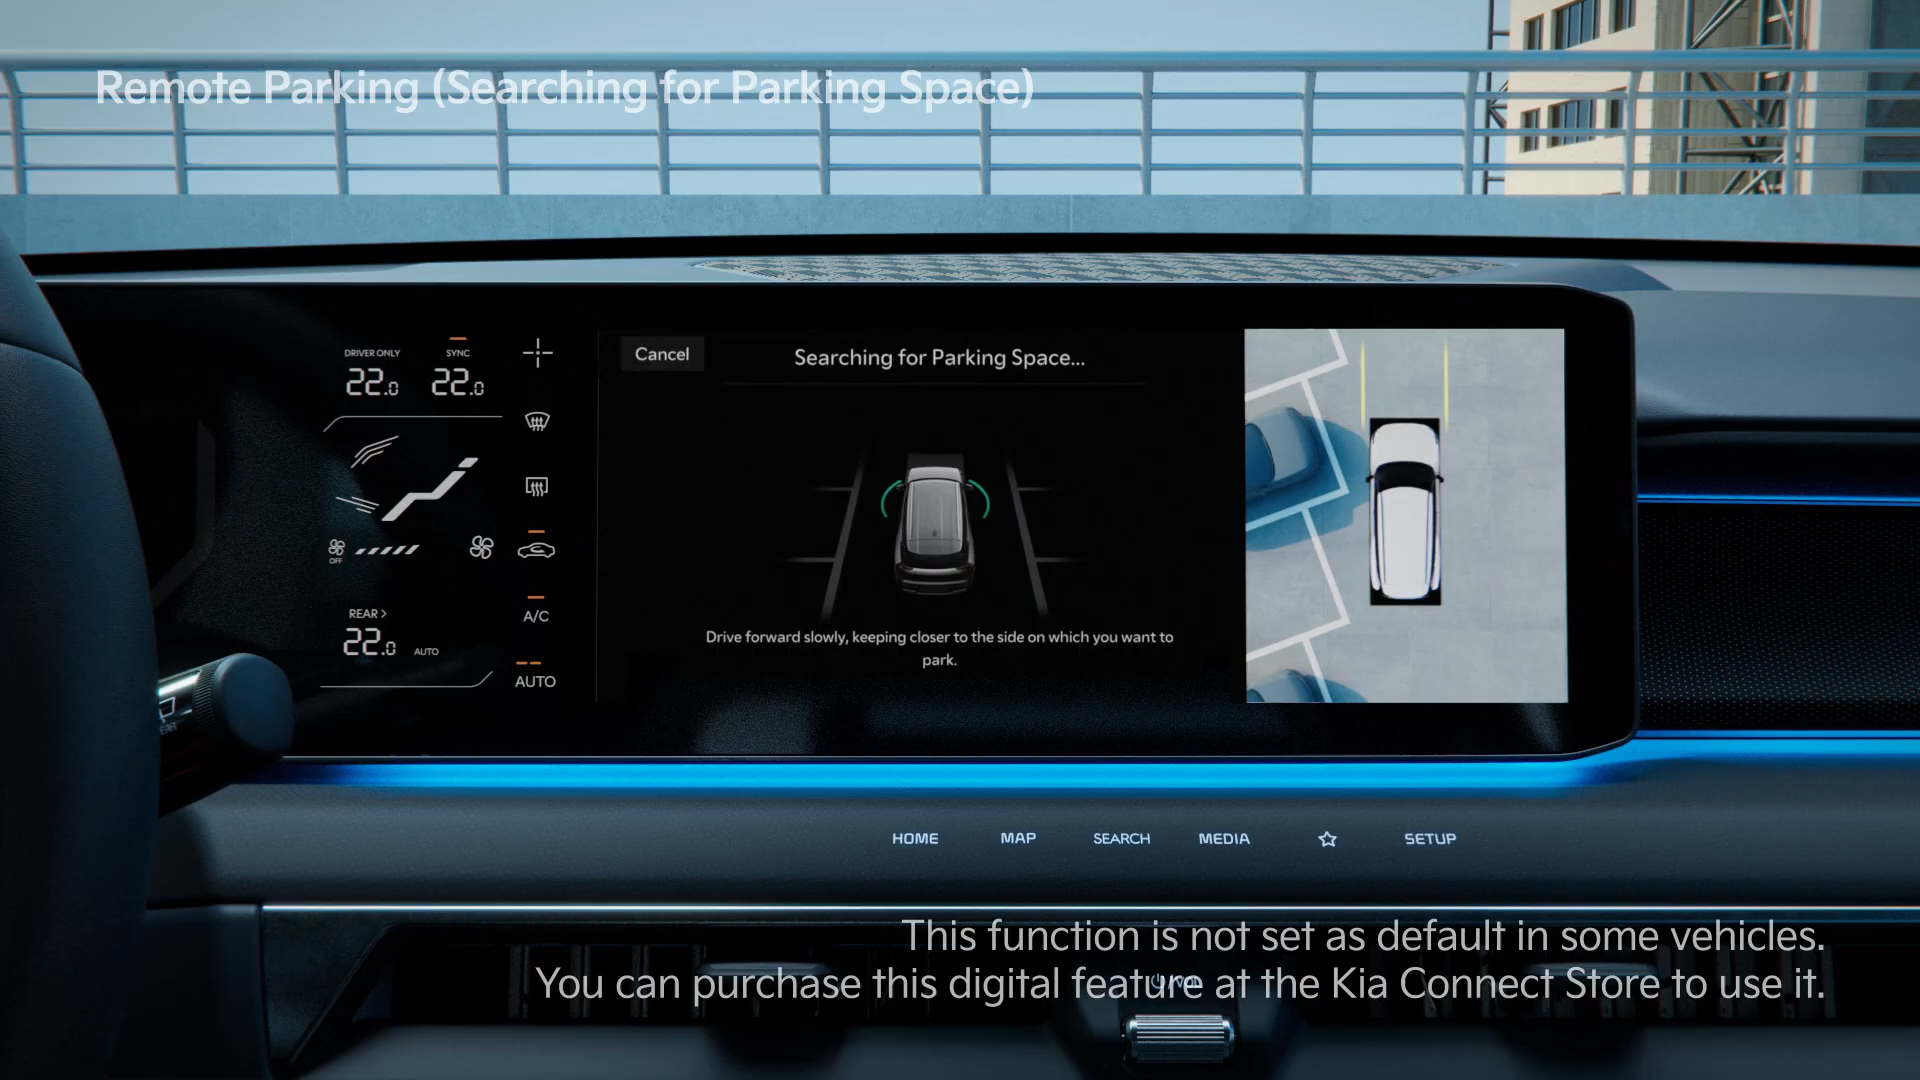 Remote Parking (Searching for Parking Space)
DRIVER ONLY
SYNC
22.0
22.0
Cancel
Searching for Parking Space...
OFF
A/C
REAR >
22.0
AUTO
AUTO
Drive forward slowly, keeping closer to the side on which you want to
park.
HOME
MAP
SEARCH
MEDIA
SETUP
This function is not set as default in some vehicles.
You can purchase this digital feature at the Kia Connect Store to use it.